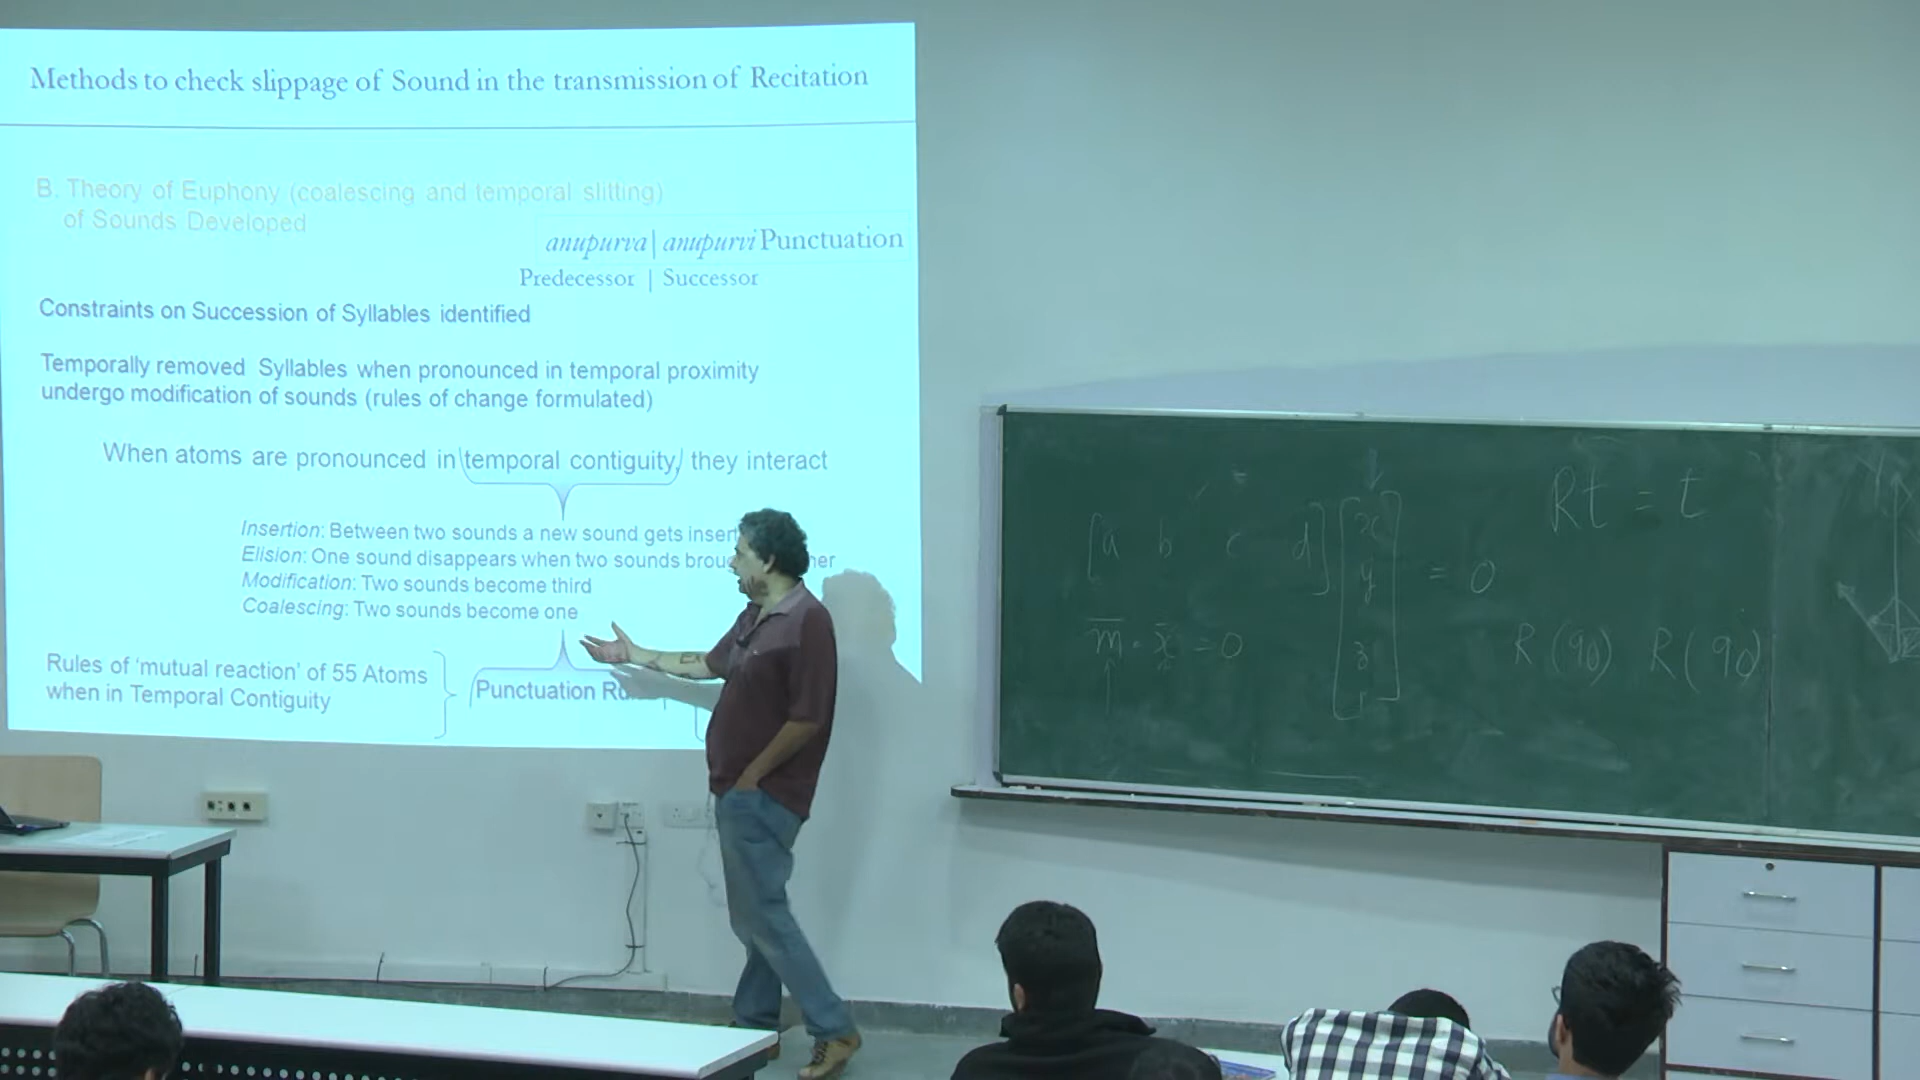 Methods to check slippage of Sound in the transmission of Recitation
B. Theory of Euphony (coalescing and temporal slitting)
of Sounds Developed
anupurva | anupurvi Punctuation
Predecessor | Successor
Constraints on Succession of Syllables identified
Temporally removed Syllables when pronounced in temporal proximity
undergo modification of sounds (rules of change formulated)
When atoms are pronounced in temporal contiguity, they interact
Insertion: Between two sounds a new sound gets
Elision: One sound disappears when two sounds
Modification: Two sounds become third
Coalescing: Two sounds become one
Rules of 'mutual reaction' of 55 Atoms
when in Temporal Contiguity
Punctuation
[a b c d] [x
y
z
1] = 0
m̅ · x̅ = 0
Rt = t
R(90) R(90)